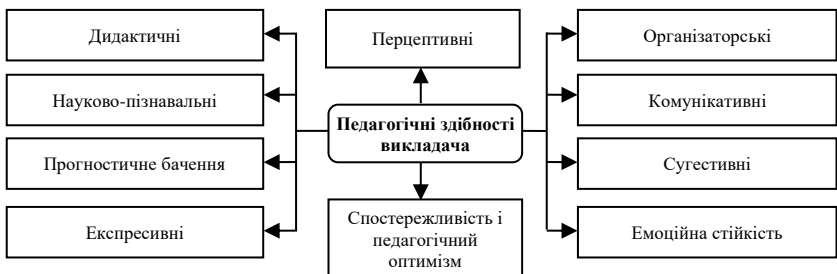 Дидактичні
Науково-пізнавальні
Прогностичне бачення
Експресивні
Перцептивні
Педагогічні здібності
викладача
Спостережливість і
педагогічний
оптимізм
Організаторські
Комунікативні
Сугестивні
Емоційна стійкість